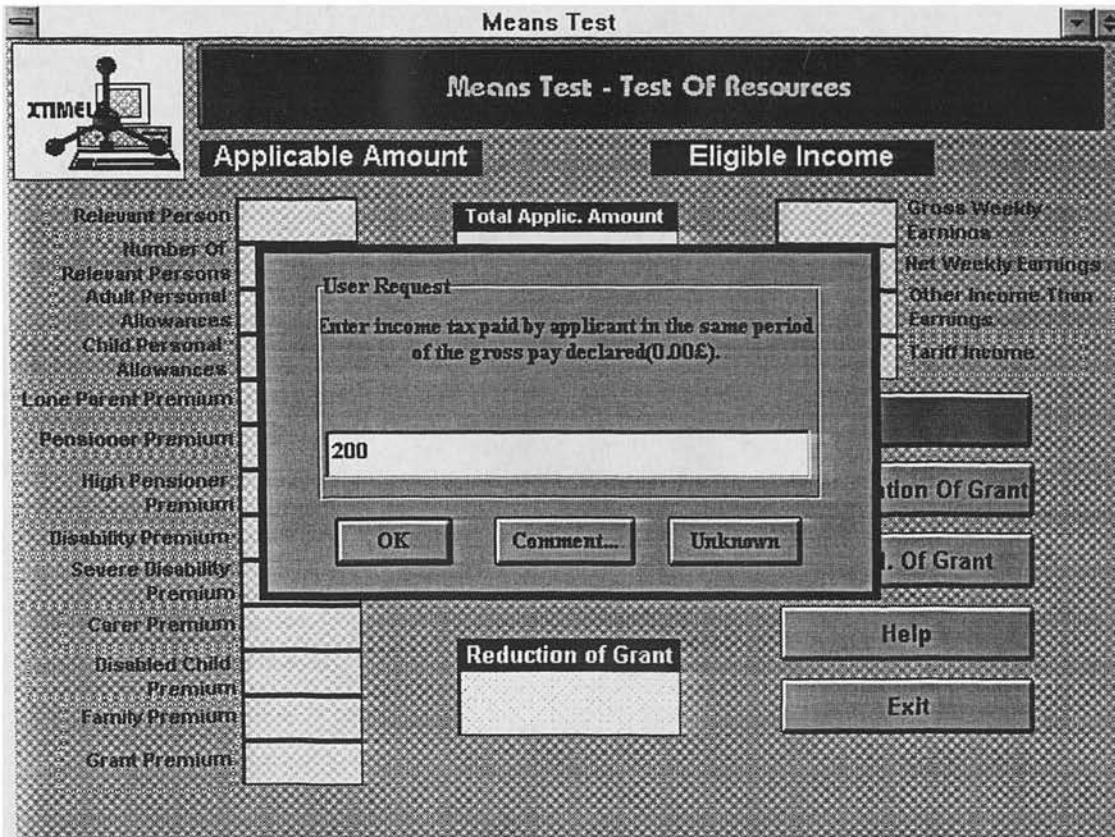 Means Test
XTIMEL
Means Test - Test Of Resources
Applicable Amount
Eligible Income
Relevant Person
Number Of
Relevant Persons
Adult Personal
Allowances
Child Personal
Allowances
Lone Parent Premium
Pensioner Premium
High Pensioner
Premium
Disability Premium
Severe Disability
Premium
Carer Premium
Disabled Child
Premium
Family Premium
Grant Premium
Total Applic. Amount
Gross Weekly
Earnings
Net Weekly Earnings
Other Income Than
Earnings
Tariff Income
User Request
Enter income tax paid by applicant in the same period
of the gross pay declared(0.00£).
200
OK
Comment...
Unknown
Reduction of Grant
tion Of Grant
. Of Grant
Help
Exit